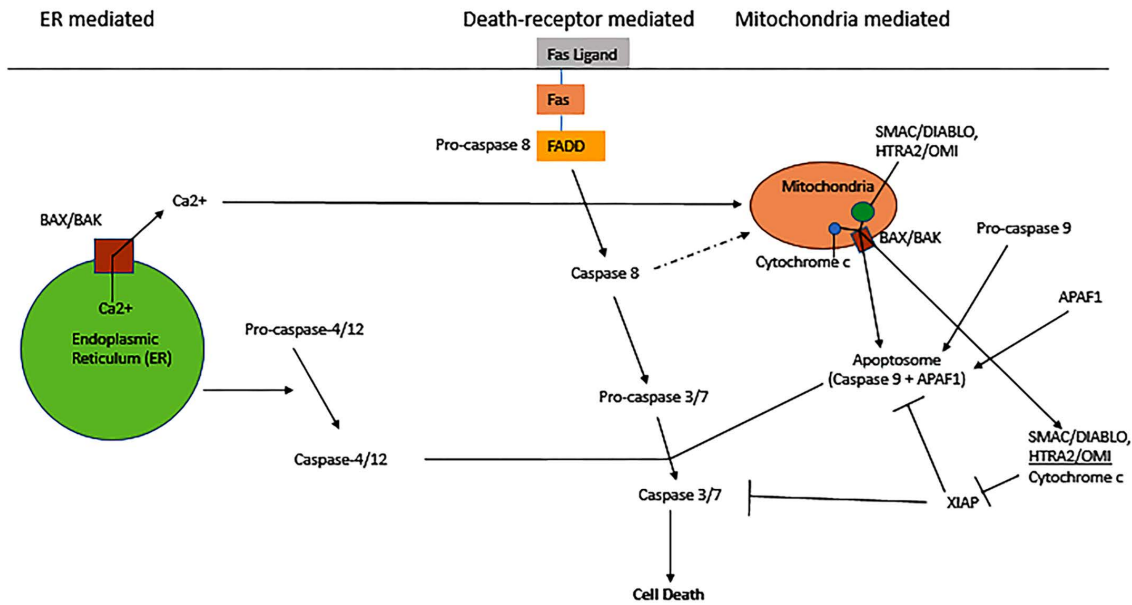 ER mediated
Death-receptor mediated
Mitochondria mediated
Fas Ligand
Fas
Pro-caspase 8
FADD
SMAC/DIABLO,
HTRA2/OMI
Mitochondria
Ca2+
BAX/BAK
BAX/BAK
Pro-caspase 9
Cytochrome c
Caspase 8
Ca2+
APAF1
Endoplasmic
Reticulum (ER)
Pro-caspase-4/12
Apoptosome
(Caspase 9 + APAF1)
Pro-caspase 3/7
Caspase-4/12
SMAC/DIABLO,
HTRA2/OMI
Cytochrome c
Caspase 3/7
XIAP
Cell Death